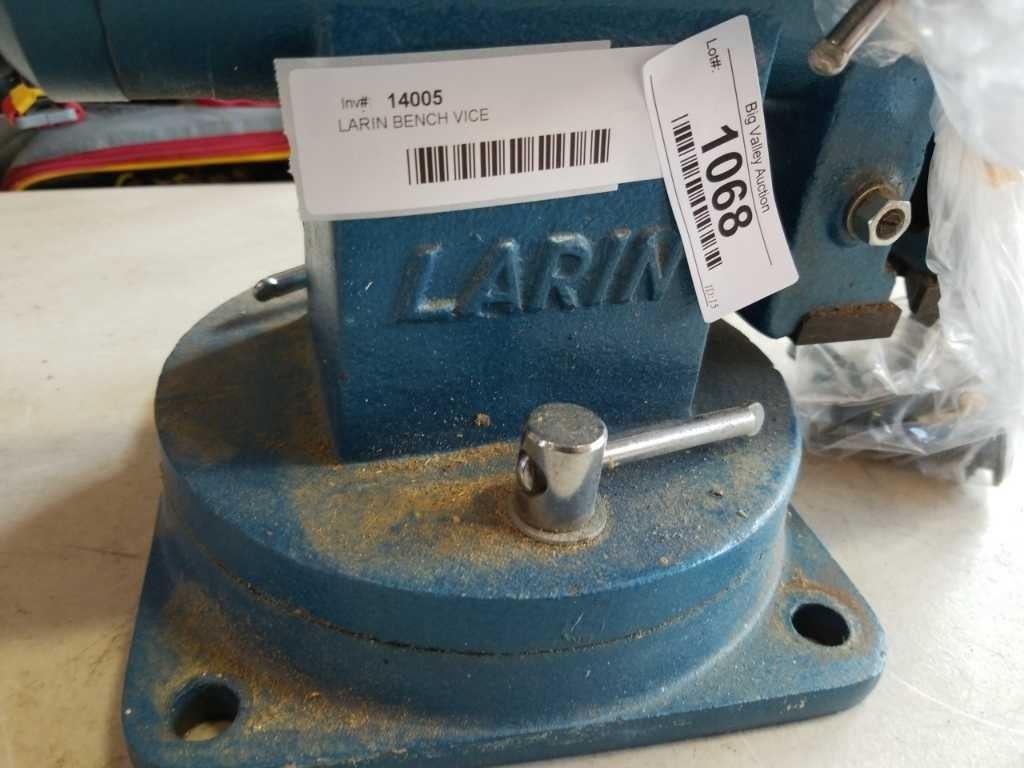 Inv#: 14005
LARIN BENCH VICE
Lot#:
Big Valley Auction
1068
LARIN